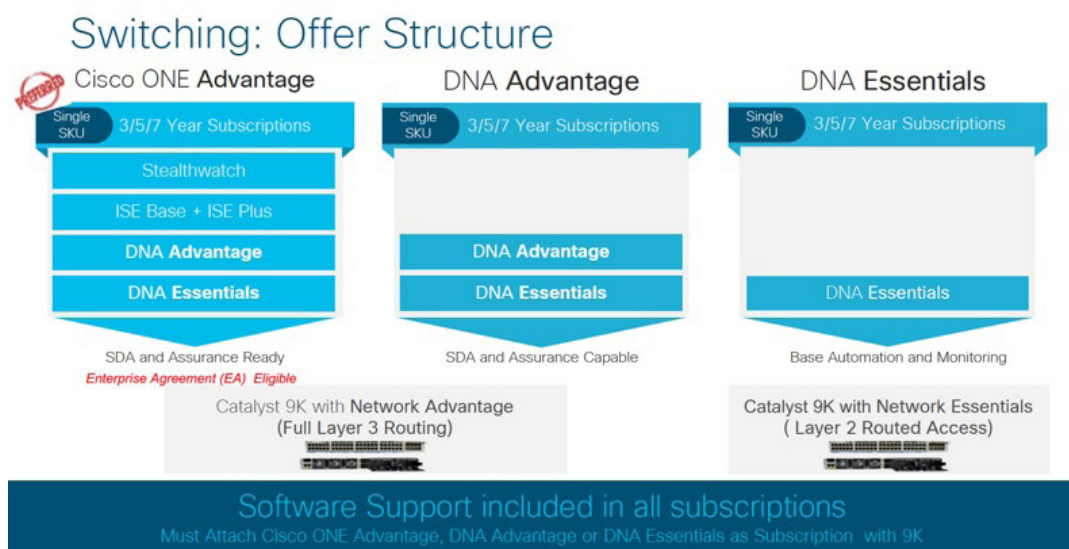 Switching: Offer Structure
PREFERRED
Cisco ONE Advantage
Single SKU
3/5/7 Year Subscriptions
Stealthwatch
ISE Base + ISE Plus
DNA Advantage
DNA Essentials
SDA and Assurance Ready
Enterprise Agreement (EA) Eligible
DNA Advantage
Single SKU
3/5/7 Year Subscriptions
DNA Advantage
DNA Essentials
SDA and Assurance Capable
DNA Essentials
Single SKU
3/5/7 Year Subscriptions
DNA Essentials
Base Automation and Monitoring
Catalyst 9K with Network Advantage
(Full Layer 3 Routing)
Catalyst 9K with Network Essentials
( Layer 2 Routed Access)
Software Support included in all subscriptions
Must Attach Cisco ONE Advantage, DNA Advantage or DNA Essentials as Subscription with 9K